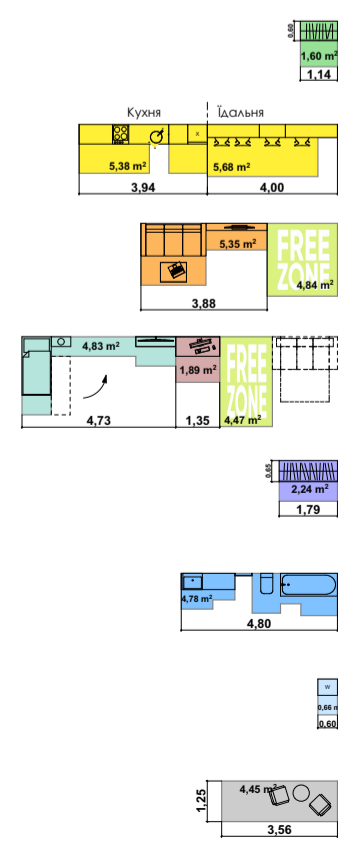 0,60
1,60 m²
1,14
Кухня Їдальня
x
5,38 m² 5,68 m²
3,94 4,00
5,35 m²
FREE
ZONE
4,84 m²
3,88
4,83 m²
1,89 m²
FREE
ZONE
4,47 m²
4,73 1,35
0,65
2,24 m²
1,79
4,78 m²
4,80
w
0,66 m
0,60
1,25
4,45 m²
3,56